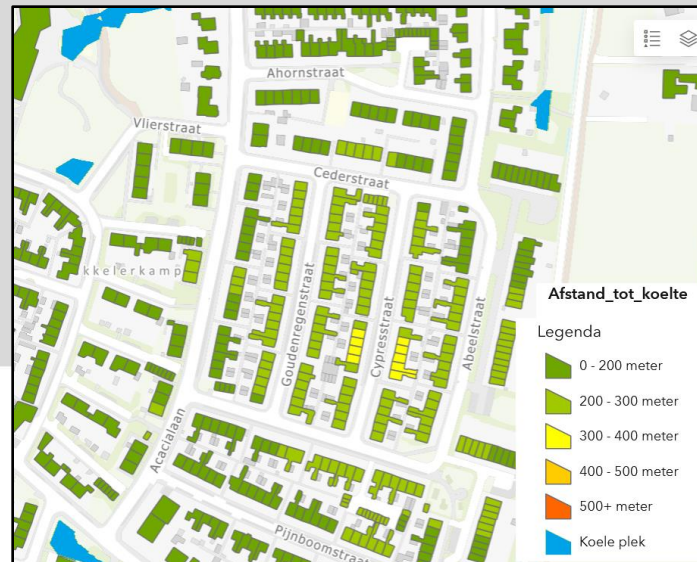 Ahornstraat
Vlierstraat
Cederstraat
kkelerkamp
Goudenregenstraat
Cypresstraat
Abeelstraat
Acacialaan
Pijnboomstraat
Afstand_tot_koelte
Legenda
0 - 200 meter
200 - 300 meter
300 - 400 meter
400 - 500 meter
500+ meter
Koele plek